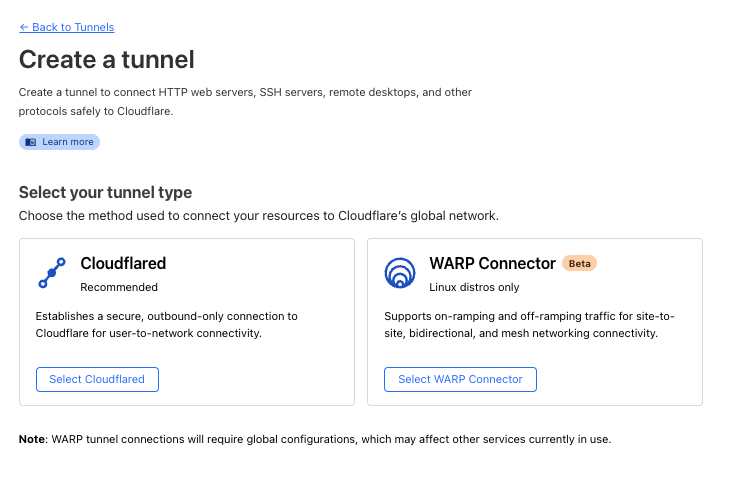 ← Back to Tunnels
Create a tunnel
Create a tunnel to connect HTTP web servers, SSH servers, remote desktops, and other
protocols safely to Cloudflare.
Learn more
Select your tunnel type
Choose the method used to connect your resources to Cloudflare's global network.
Cloudflared
Recommended
Establishes a secure, outbound-only connection to
Cloudflare for user-to-network connectivity.
Select Cloudflared
WARP Connector Beta
Linux distros only
Supports on-ramping and off-ramping traffic for site-to-
site, bidirectional, and mesh networking connectivity.
Select WARP Connector
Note: WARP tunnel connections will require global configurations, which may affect other services currently in use.